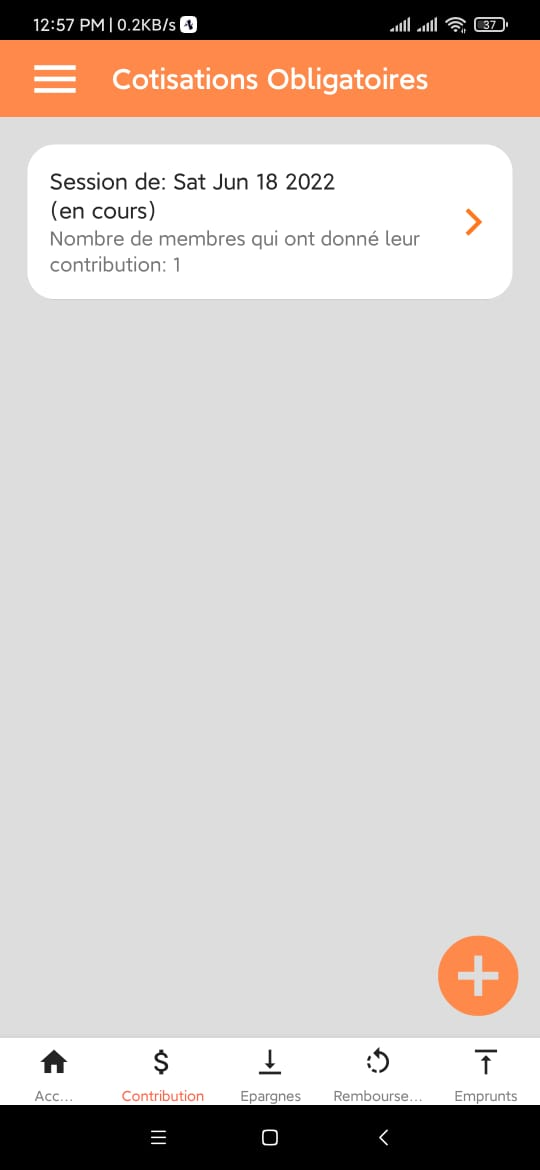 12:57 PM | 0.2KB/s
37
Cotisations Obligatoires
Session de: Sat Jun 18 2022
(en cours)
Nombre de membres qui ont donné leur
contribution: 1
Acc... Contribution Epargnes Rembourse... Emprunts